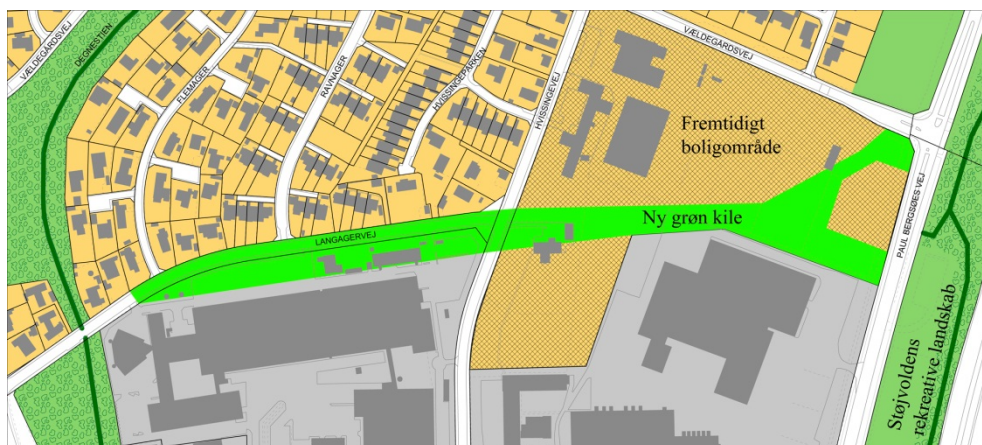 VÆLDEGÅRDSVEJ
DEGNESTIEN
FLEMAGER
RAVNAGER
HVISSINGEPARKEN
HVISSINGEVEJ
VÆLDEGÅRDSVEJ
Fremtidigt
boligområde
Ny grøn kile
LANGAGERVEJ
PAUL BERGSØES VEJ
Støjvoldens
rekreative landskab